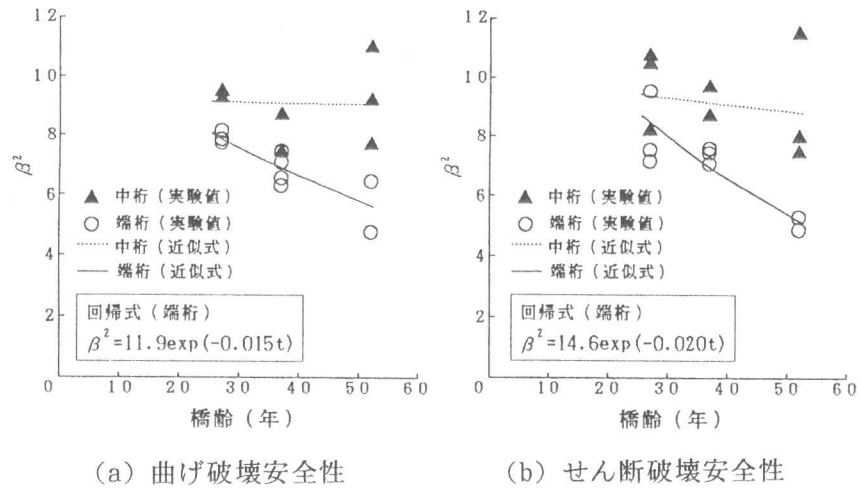 12
10
8
6
4
2
0
β²
▲ 中桁(実験値)
○ 端桁(実験値)
中桁(近似式)
端桁(近似式)
回帰式(端桁)
β²=11.9exp(-0.015t)
10 20 30 40 50 60
橋齢(年)
(a) 曲げ破壊安全性
12
10
8
6
4
2
0
β²
▲ 中桁(実験値)
○ 端桁(実験値)
中桁(近似式)
端桁(近似式)
回帰式(端桁)
β²=14.6exp(-0.020t)
10 20 30 40 50 60
橋齢(年)
(b) せん断破壊安全性